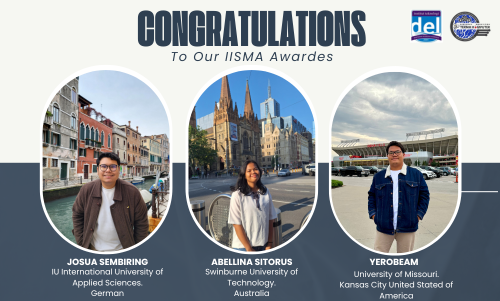 CONGRATULATIONS
To Our IISMA Awardes
del
JOSUA SEMBIRING
IU International University of
Applied Sciences.
German
ABELLINA SITORUS
Swinburne University of
Technology.
Australia
YEROBEAM
University of Missouri.
Kansas City United Stated of
America